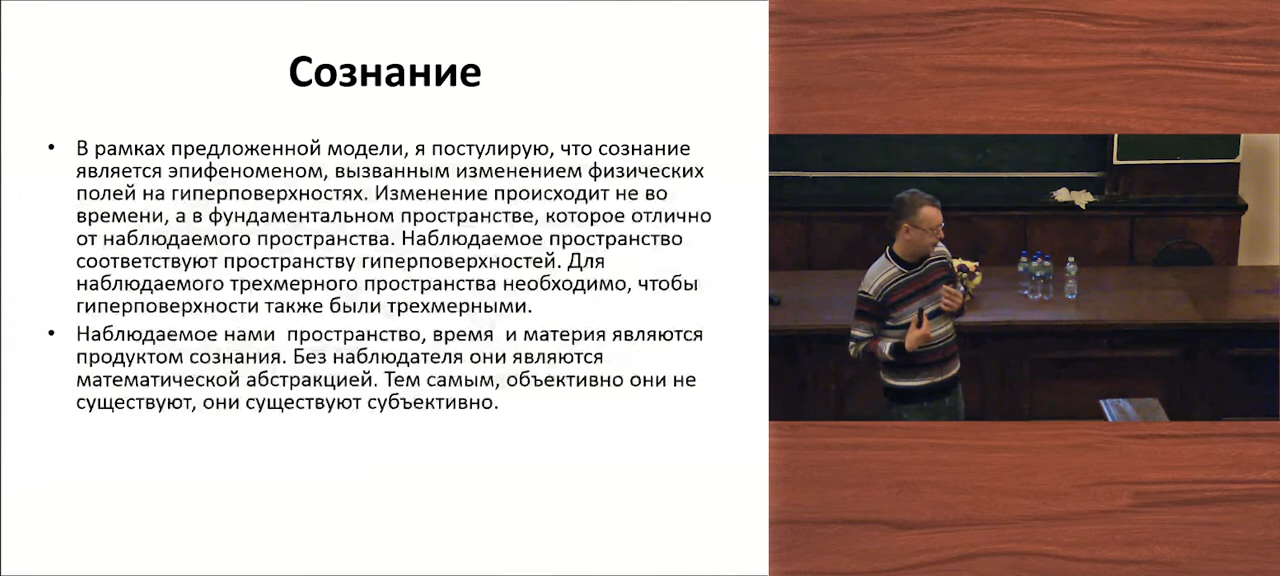 Сознание
• В рамках предложенной модели, я постулирую, что сознание
является эпифеноменом, вызванным изменением физических
полей на гиперповерхностях. Изменение происходит не во
времени, а в фундаментальном пространстве, которое отлично
от наблюдаемого пространства. Наблюдаемое пространство
соответствуют пространству гиперповерхностей. Для
наблюдаемого трехмерного пространства необходимо, чтобы
гиперповерхности также были трехмерными.
• Наблюдаемое нами  пространство, время  и материя являются
продуктом сознания. Без наблюдателя они являются
математической абстракцией. Тем самым, объективно они не
существуют, они существуют субъективно.